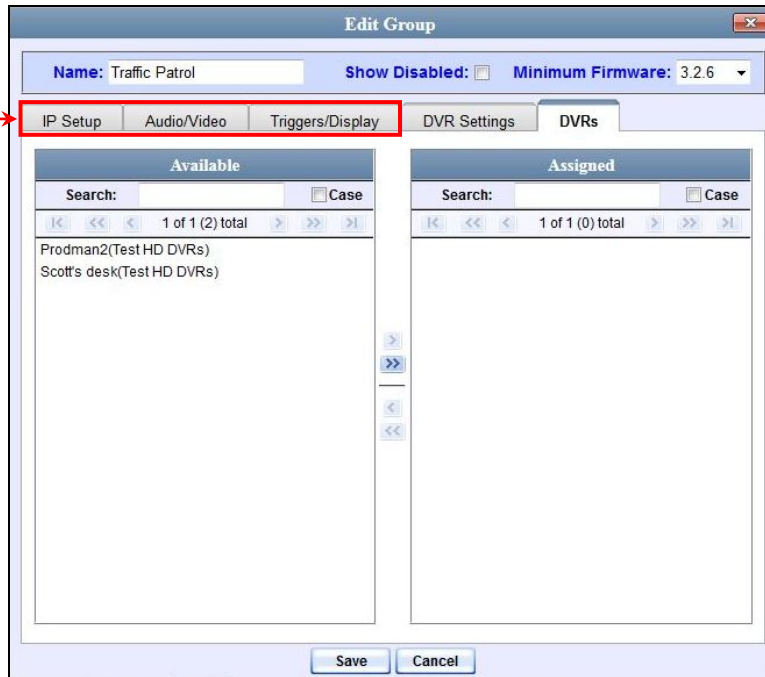 Edit Group
Name: Traffic Patrol Show Disabled: Minimum Firmware: 3.2.6
IP Setup Audio/Video Triggers/Display DVR Settings DVRs
Available
Search: Case
|< << < 1 of 1 (2) total > >> >|
Prodman2(Test HD DVRs)
Scott's desk(Test HD DVRs)
>
>>
<
<<
Assigned
Search: Case
|< << < 1 of 1 (0) total > >> >|
Save Cancel